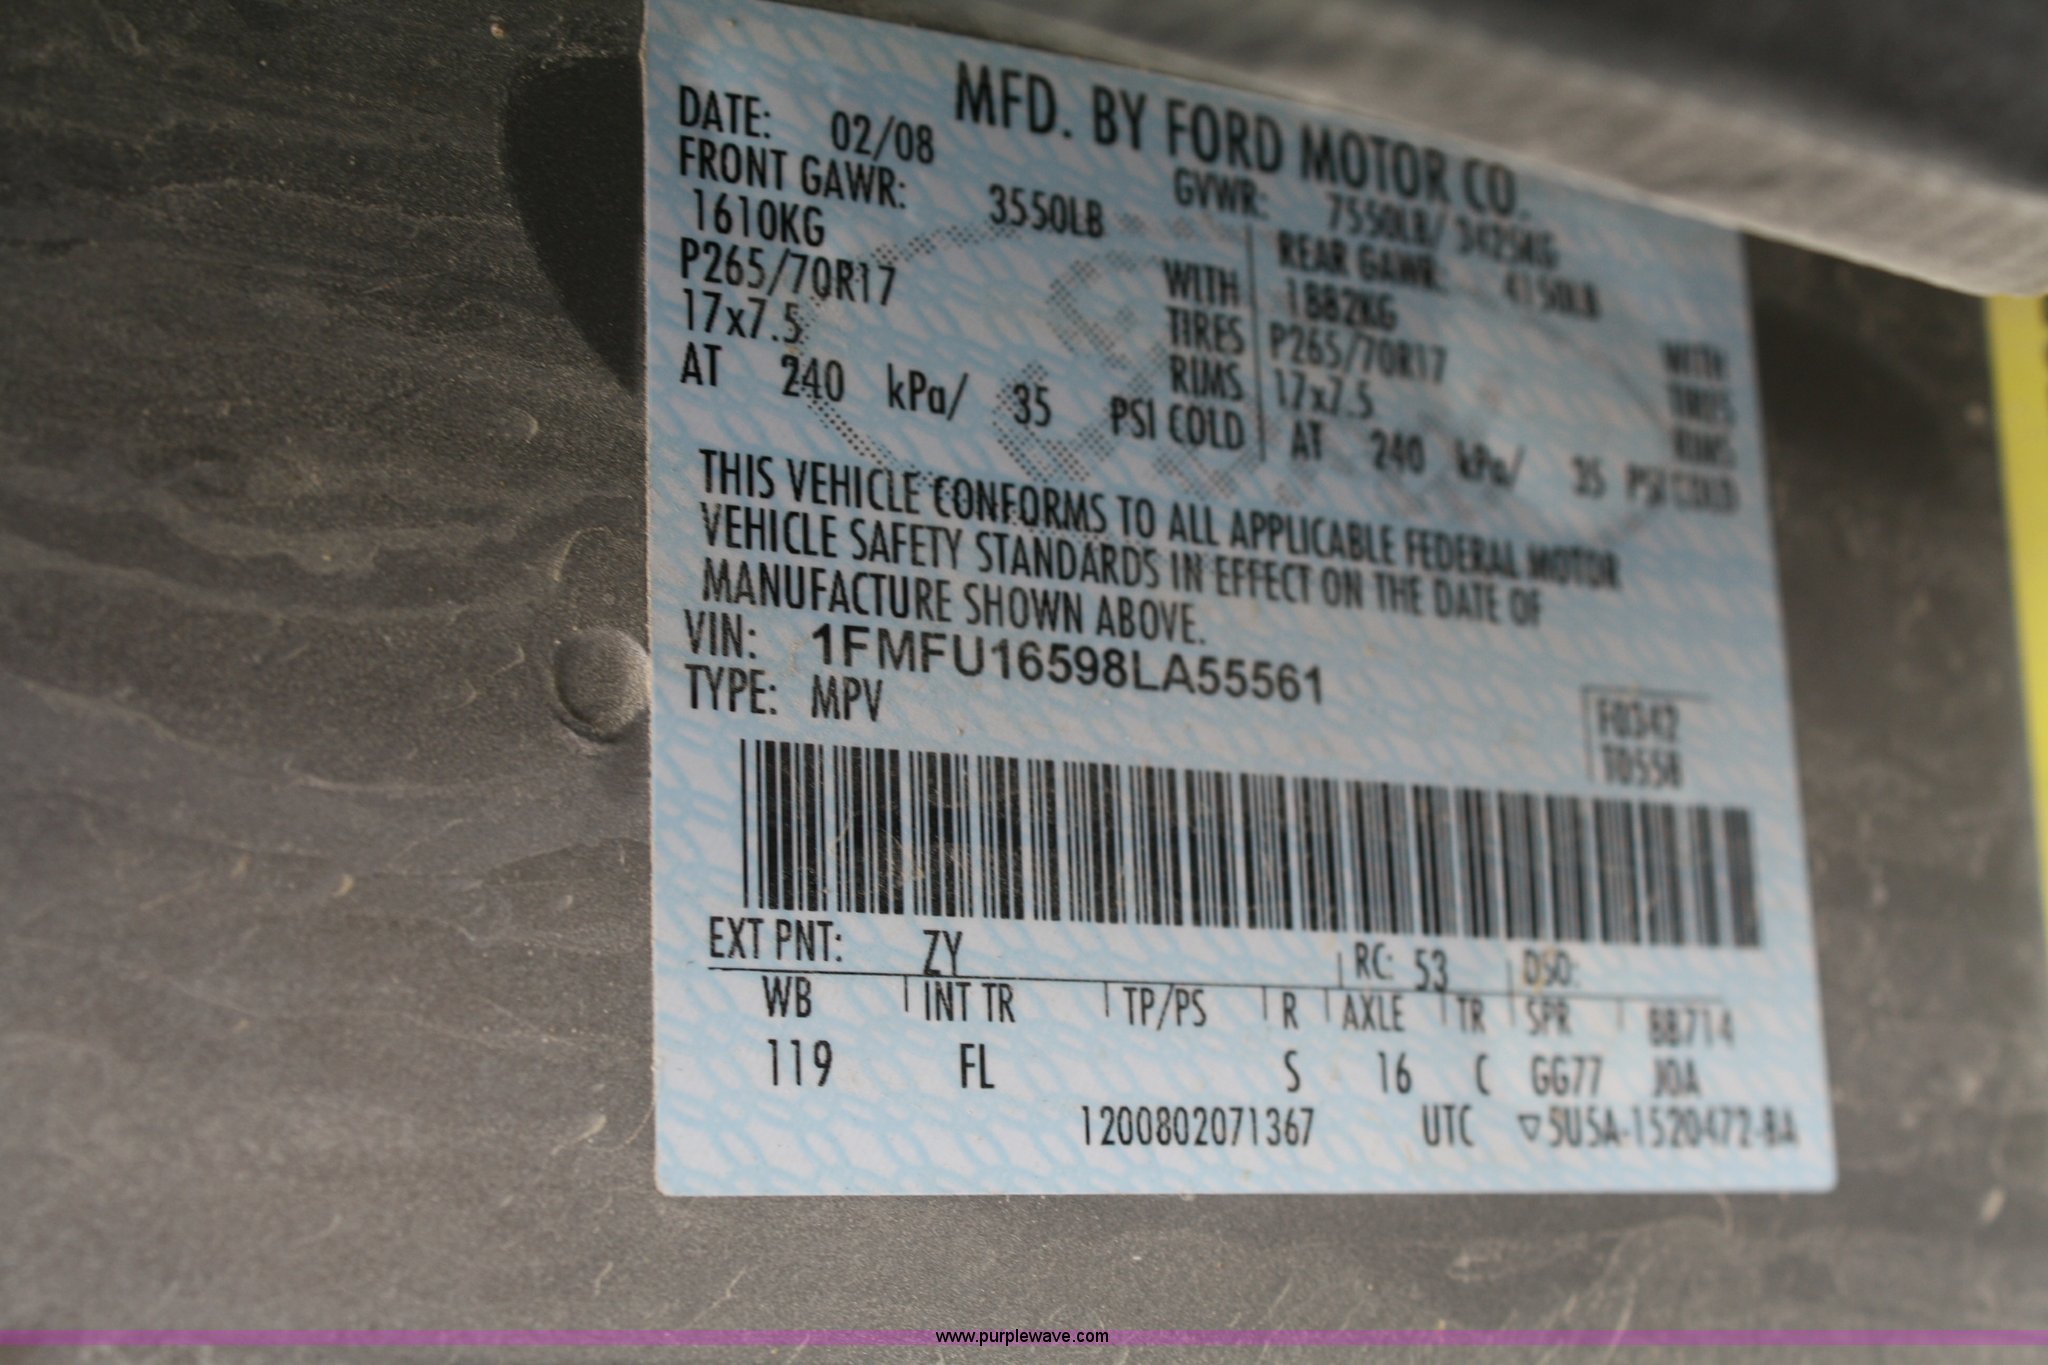 MFD. BY FORD MOTOR CO.
DATE: 02/08 GVWR: 7550LB/ 3425KG
FRONT GAWR: 3550LB REAR GAWR: 4150LB
1610KG WITH 1882KG WITH
P265/70R17 TIRES P265/70R17 TIRES
17x7.5 RIMS 17x7.5 RIMS
AT 240 kPa/ 35 PSI COLD AT 240 kPa/ 35 PSI COLD
THIS VEHICLE CONFORMS TO ALL APPLICABLE FEDERAL MOTOR
VEHICLE SAFETY STANDARDS IN EFFECT ON THE DATE OF
MANUFACTURE SHOWN ABOVE.
VIN: 1FMFU16598LA55561
TYPE: MPV
F0342
T0558
EXT PNT: ZY RC: 53 DSO:
WB INT TR TP/PS R AXLE TR SPR BB714
119 FL S 16 C GG77 JOA
1200802071367 UTC ▽5U5A-1520472-BA
www.purplewave.com